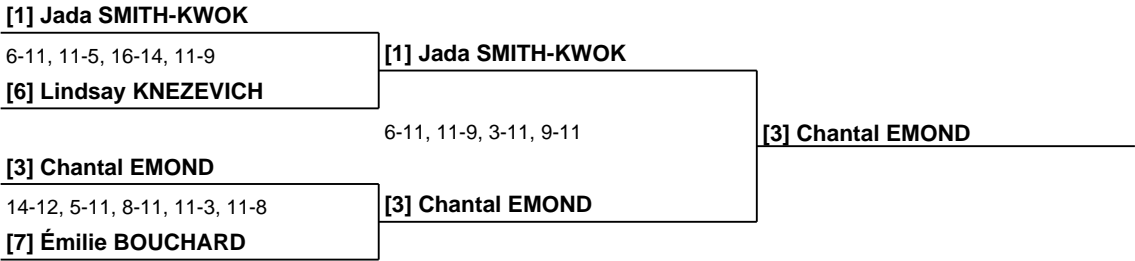 [1] Jada SMITH-KWOK
6-11, 11-5, 16-14, 11-9
[1] Jada SMITH-KWOK
[6] Lindsay KNEZEVICH
6-11, 11-9, 3-11, 9-11
[3] Chantal EMOND
[3] Chantal EMOND
14-12, 5-11, 8-11, 11-3, 11-8
[3] Chantal EMOND
[7] Émilie BOUCHARD